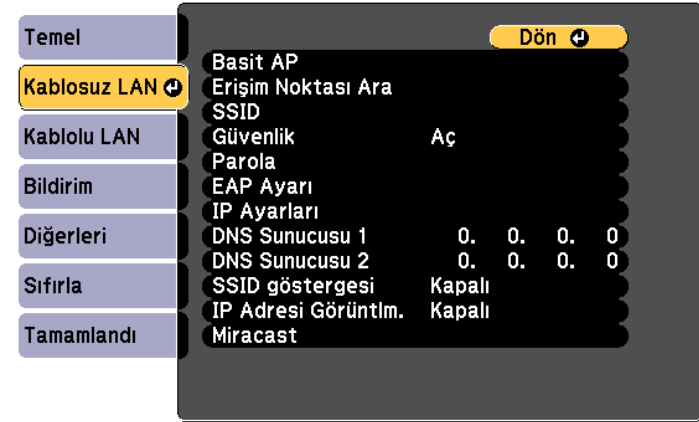 Temel
Kablosuz LAN
Kablolu LAN
Bildirim
Diğerleri
Sıfırla
Tamamlandı
Dön
Basit AP
Erişim Noktası Ara
SSID
Güvenlik Aç
Parola
EAP Ayarı
IP Ayarları
DNS Sunucusu 1 0. 0. 0. 0
DNS Sunucusu 2 0. 0. 0. 0
SSID göstergesi Kapalı
IP Adresi Görüntlm. Kapalı
Miracast